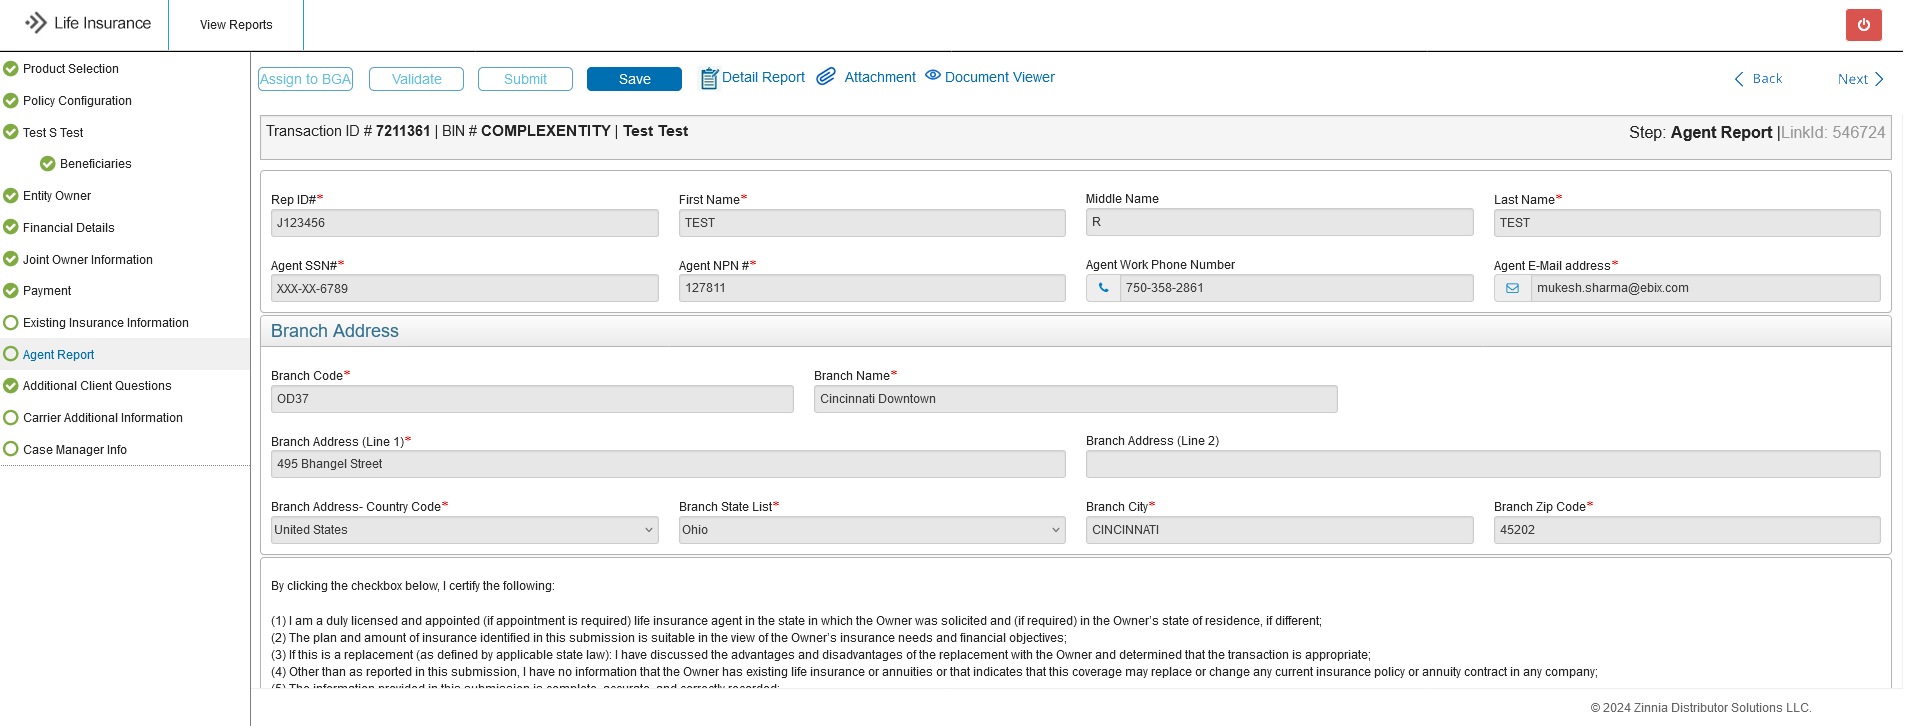 Life Insurance
View Reports
Product Selection
Policy Configuration
Test S Test
Beneficiaries
Entity Owner
Financial Details
Joint Owner Information
Payment
Existing Insurance Information
Agent Report
Additional Client Questions
Carrier Additional Information
Case Manager Info
Assign to BGA Validate Submit Save Detail Report Attachment Document Viewer Back Next
Transaction ID # 7211361 | BIN # COMPLEXENTITY | Test Test Step: Agent Report |LinkId: 546724
Rep ID#* First Name* Middle Name Last Name*
J123456 TEST R TEST
Agent SSN#* Agent NPN #* Agent Work Phone Number Agent E-Mail address*
XXX-XX-6789 127811 750-358-2861 mukesh.sharma@ebix.com
Branch Address
Branch Code* Branch Name*
OD37 Cincinnati Downtown
Branch Address (Line 1)* Branch Address (Line 2)
495 Bhangel Street
Branch Address- Country Code* Branch State List* Branch City* Branch Zip Code*
United States Ohio CINCINNATI 45202
By clicking the checkbox below, I certify the following:
(1) I am a duly licensed and appointed (if appointment is required) life insurance agent in the state in which the Owner was solicited and (if required) in the Owner's state of residence, if different;
(2) The plan and amount of insurance identified in this submission is suitable in the view of the Owner's insurance needs and financial objectives;
(3) If this is a replacement (as defined by applicable state law): I have discussed the advantages and disadvantages of the replacement with the Owner and determined that the transaction is appropriate;
(4) Other than as reported in this submission, I have no information that the Owner has existing life insurance or annuities or that indicates that this coverage may replace or change any current insurance policy or annuity contract in any company;
(5) The information provided in this submission is complete, accurate, and correctly recorded;
© 2024 Zinnia Distributor Solutions LLC.